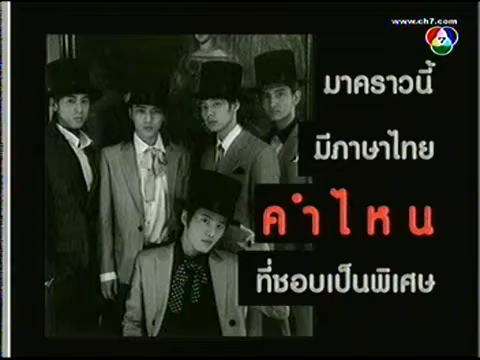 www.ch7.com
7
มาคราวนี้
มีภาษาไทย
คำไหน
ที่ชอบเป็นพิเศษ